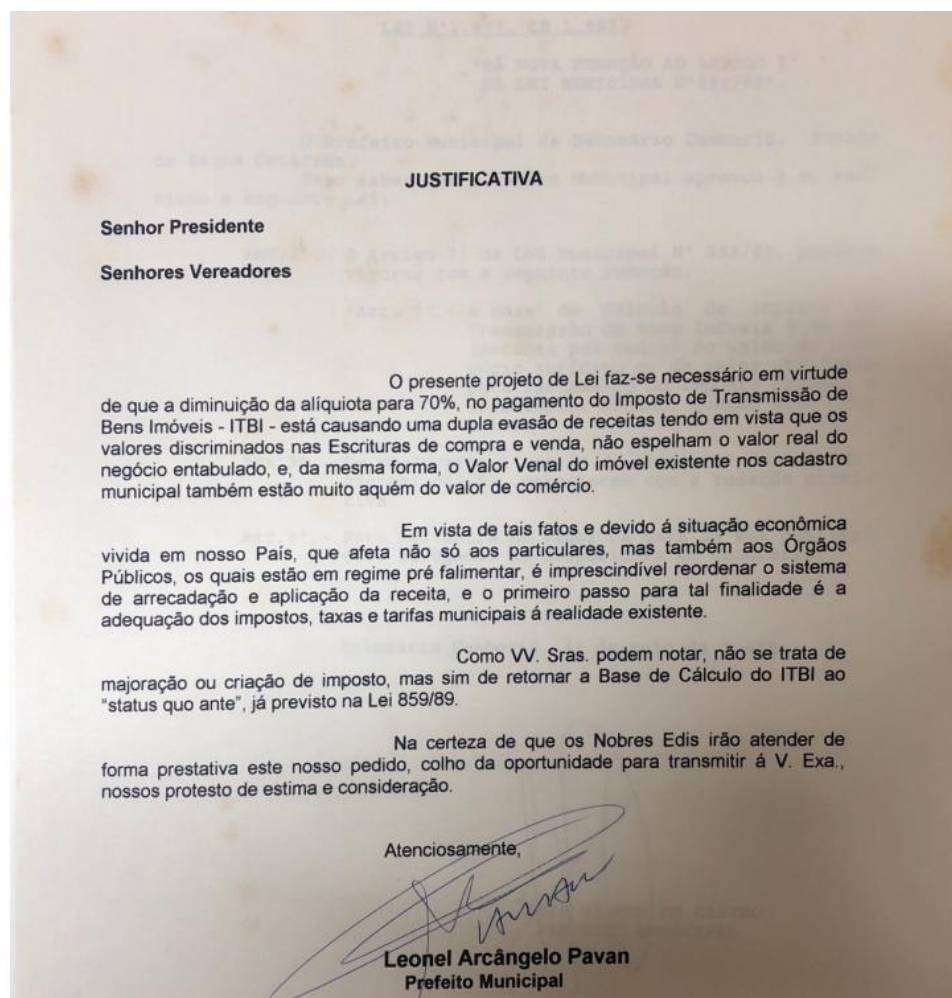 JUSTIFICATIVA
Senhor Presidente
Senhores Vereadores
O presente projeto de Lei faz-se necessário em virtude
de que a diminuição da alíquiota para 70%, no pagamento do Imposto de Transmissão de
Bens Imóveis - ITBI - está causando uma dupla evasão de receitas tendo em vista que os
valores discriminados nas Escrituras de compra e venda, não espelham o valor real do
negócio entabulado, e, da mesma forma, o Valor Venal do imóvel existente nos cadastro
municipal também estão muito aquém do valor de comércio.
Em vista de tais fatos e devido á situação econômica
vivida em nosso País, que afeta não só aos particulares, mas também aos Órgãos
Públicos, os quais estão em regime pré falimentar, é imprescindível reordenar o sistema
de arrecadação e aplicação da receita, e o primeiro passo para tal finalidade é a
adequação dos impostos, taxas e tarifas municipais á realidade existente.
Como VV. Sras. podem notar, não se trata de
majoração ou criação de imposto, mas sim de retornar a Base de Cálculo do ITBI ao
"status quo ante", já previsto na Lei 859/89.
Na certeza de que os Nobres Edis irão atender de
forma prestativa este nosso pedido, colho da oportunidade para transmitir á V. Exa.,
nossos protesto de estima e consideração.
Atenciosamente,
Leonel Arcângelo Pavan
Prefeito Municipal